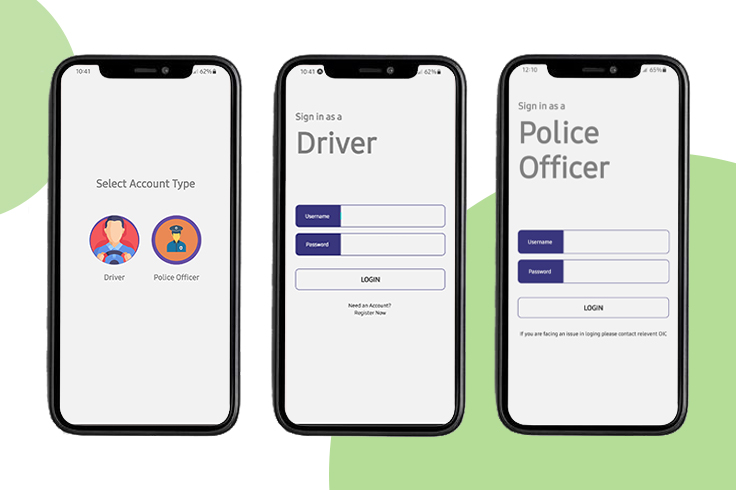 10:41
62%
Select Account Type
Driver
Police Officer
10:41
62%
Sign in as a
Driver
Username
Password
LOGIN
Need an Account?
Register Now
12:10
65%
Sign in as a
Police
Officer
Username
Password
LOGIN
If you are facing an issue in loging please contact relevent OIC